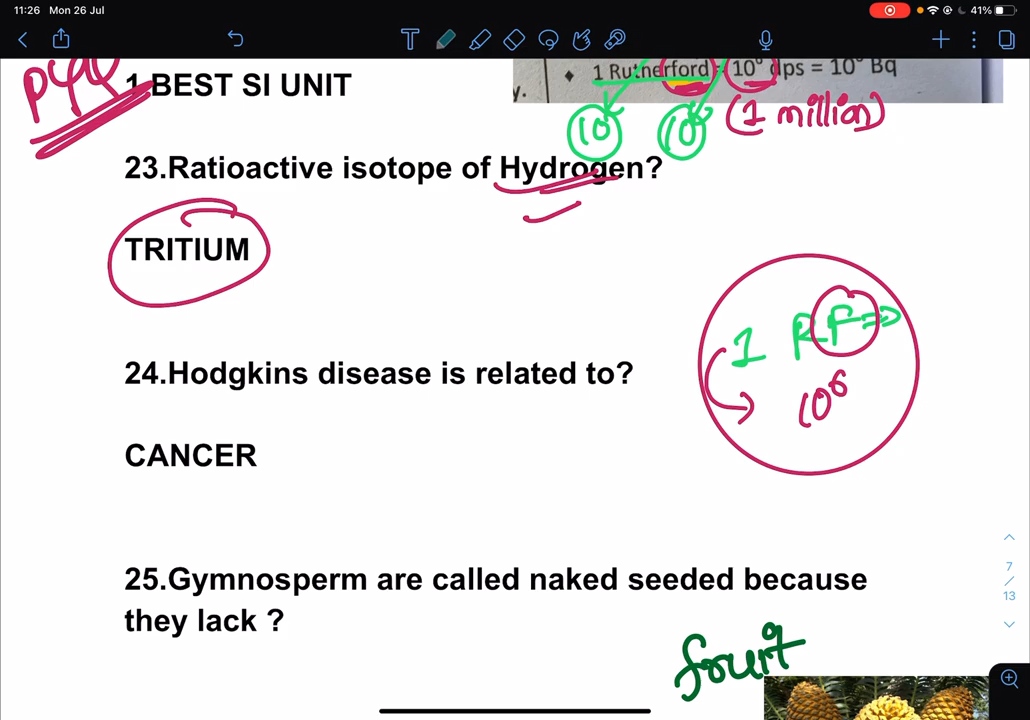 11:26 Mon 26 Jul 41%
PYQ
1 Rutherford = 10⁶ dps = 10⁶ Bq
y.
1 BEST SI UNIT
10 10 (1 million)
23.Ratioactive isotope of Hydrogen?
TRITIUM
1 RF ⇒
10⁶
24.Hodgkins disease is related to?
CANCER
25.Gymnosperm are called naked seeded because
they lack ?
fruit
7
/
13